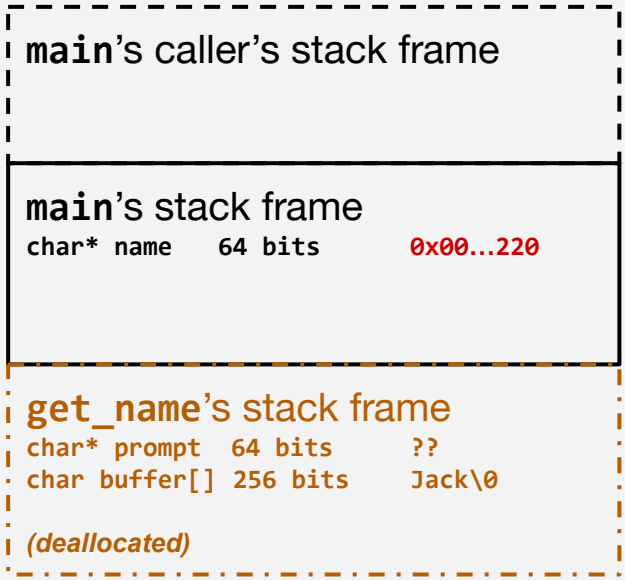 main’s caller’s stack frame
main’s stack frame
char* name 64 bits 0x00…220
get_name’s stack frame
char* prompt 64 bits ??
char buffer[] 256 bits Jack\0
(deallocated)